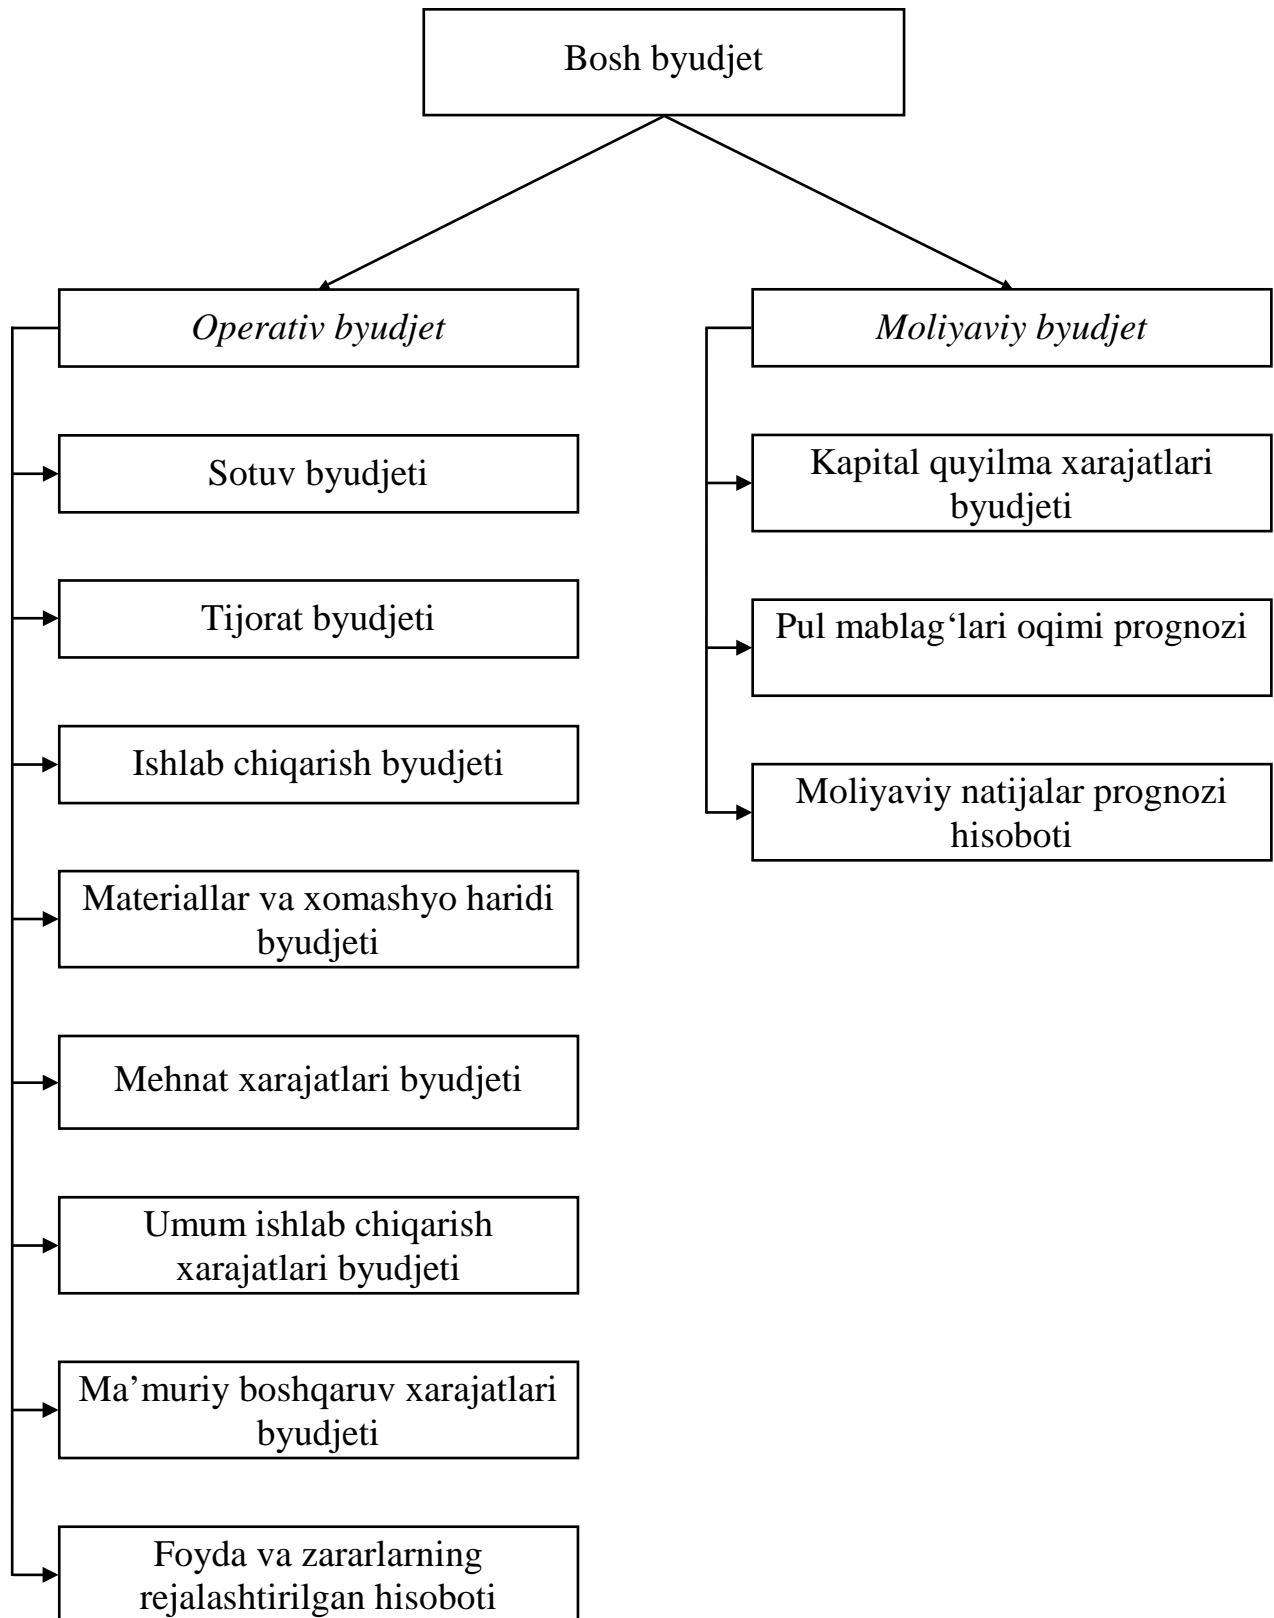 Bosh byudjet
Operativ byudjet
Sotuv byudjeti
Tijorat byudjeti
Ishlab chiqarish byudjeti
Materiallar va xomashyo haridi
byudjeti
Mehnat xarajatlari byudjeti
Umum ishlab chiqarish
xarajatlari byudjeti
Ma’muriy boshqaruv xarajatlari
byudjeti
Foyda va zararlarning
rejalashtirilgan hisoboti
Moliyaviy byudjet
Kapital quyilma xarajatlari
byudjeti
Pul mablag‘lari oqimi prognozi
Moliyaviy natijalar prognozi
hisoboti